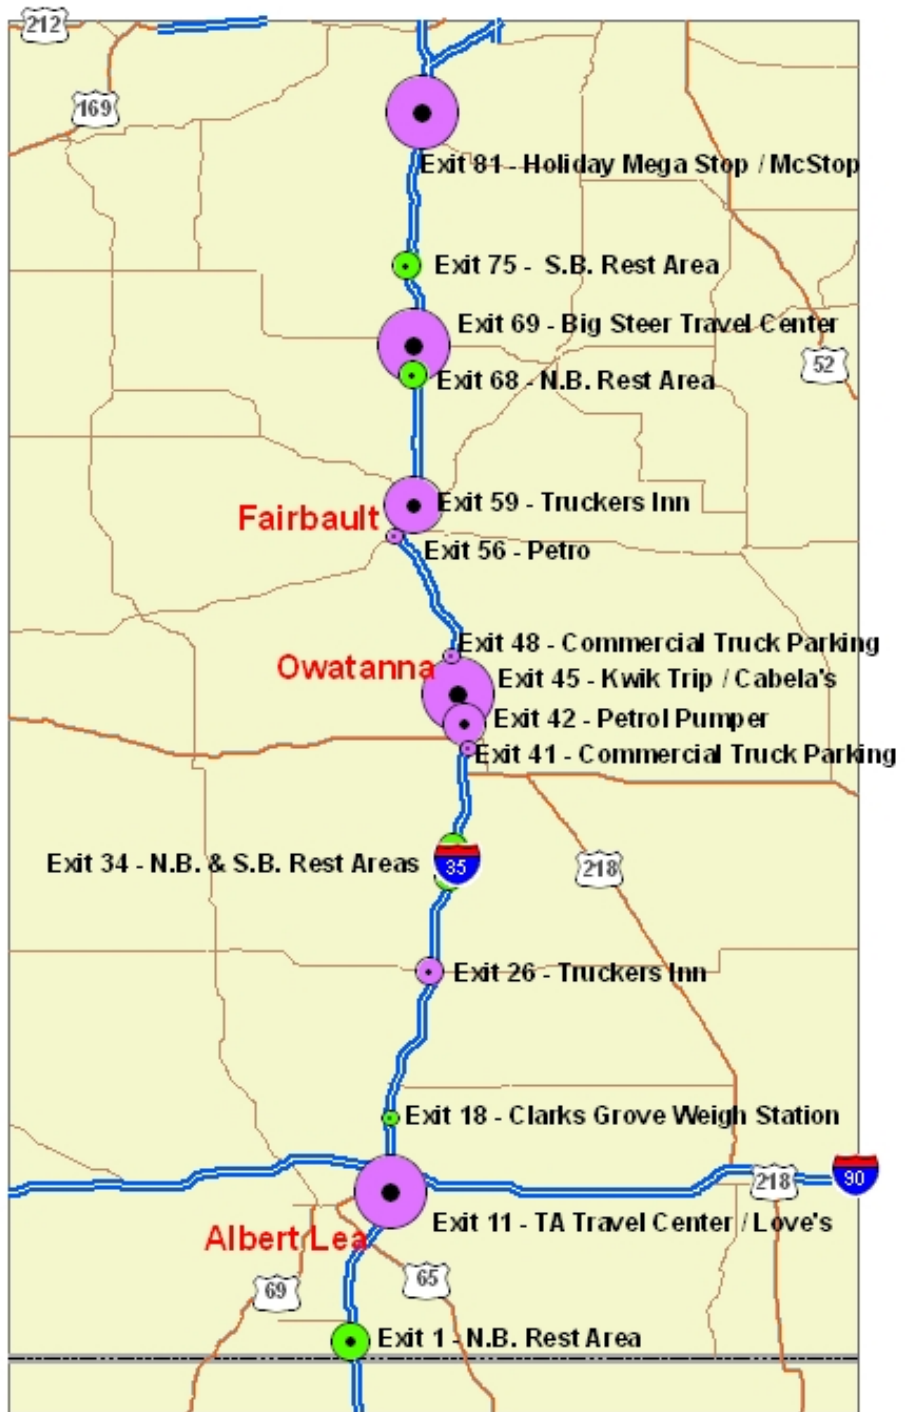 212
169
Exit 81 - Holiday Mega Stop / McStop
Exit 75 - S.B. Rest Area
Exit 69 - Big Steer Travel Center
52
Exit 68 - N.B. Rest Area
Exit 59 - Truckers Inn
Fairbault
Exit 56 - Petro
Exit 48 - Commercial Truck Parking
Owatanna
Exit 45 - Kwik Trip / Cabela's
Exit 42 - Petrol Pumper
Exit 41 - Commercial Truck Parking
Exit 34 - N.B. & S.B. Rest Areas
35
218
Exit 26 - Truckers Inn
Exit 18 - Clarks Grove Weigh Station
90
218
Exit 11 - TA Travel Center / Love's
Albert Lea
69
65
Exit 1 - N.B. Rest Area